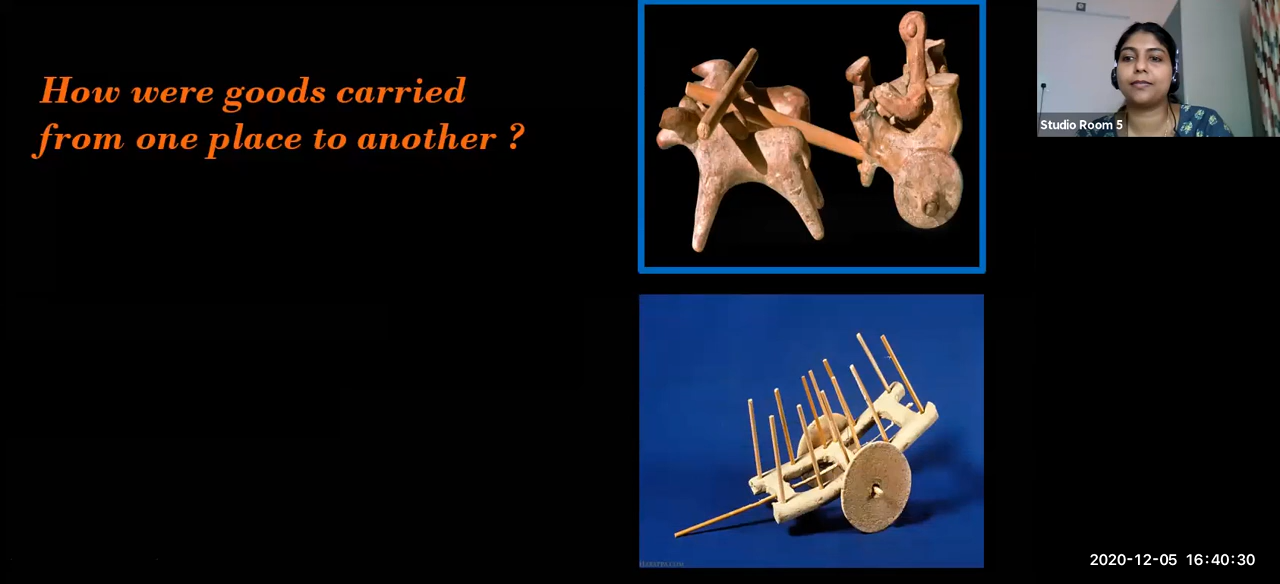 How were goods carried
from one place to another ?
Studio Room 5
2020-12-05 16:40:30